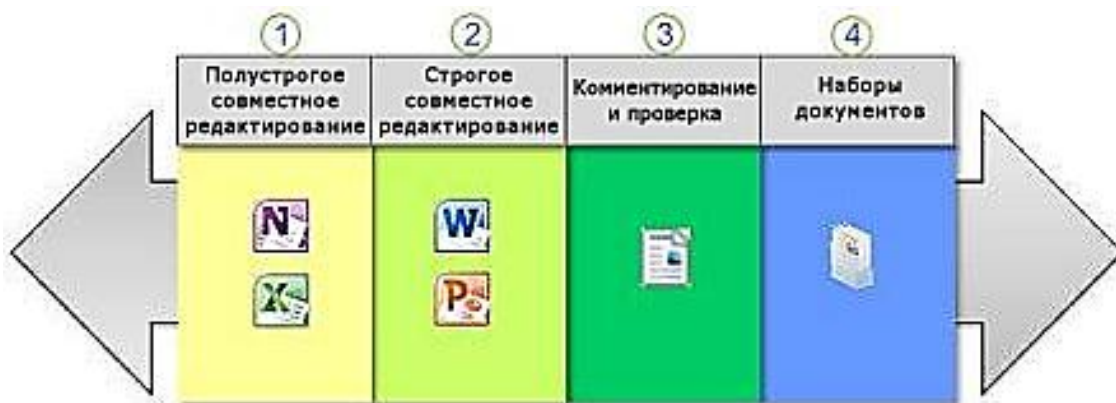 1
2
3
4
Полустрогое
совместное
редактирование
Строгое
совместное
редактирование
Комментирование
и проверка
Наборы
документов
N
W
X
P